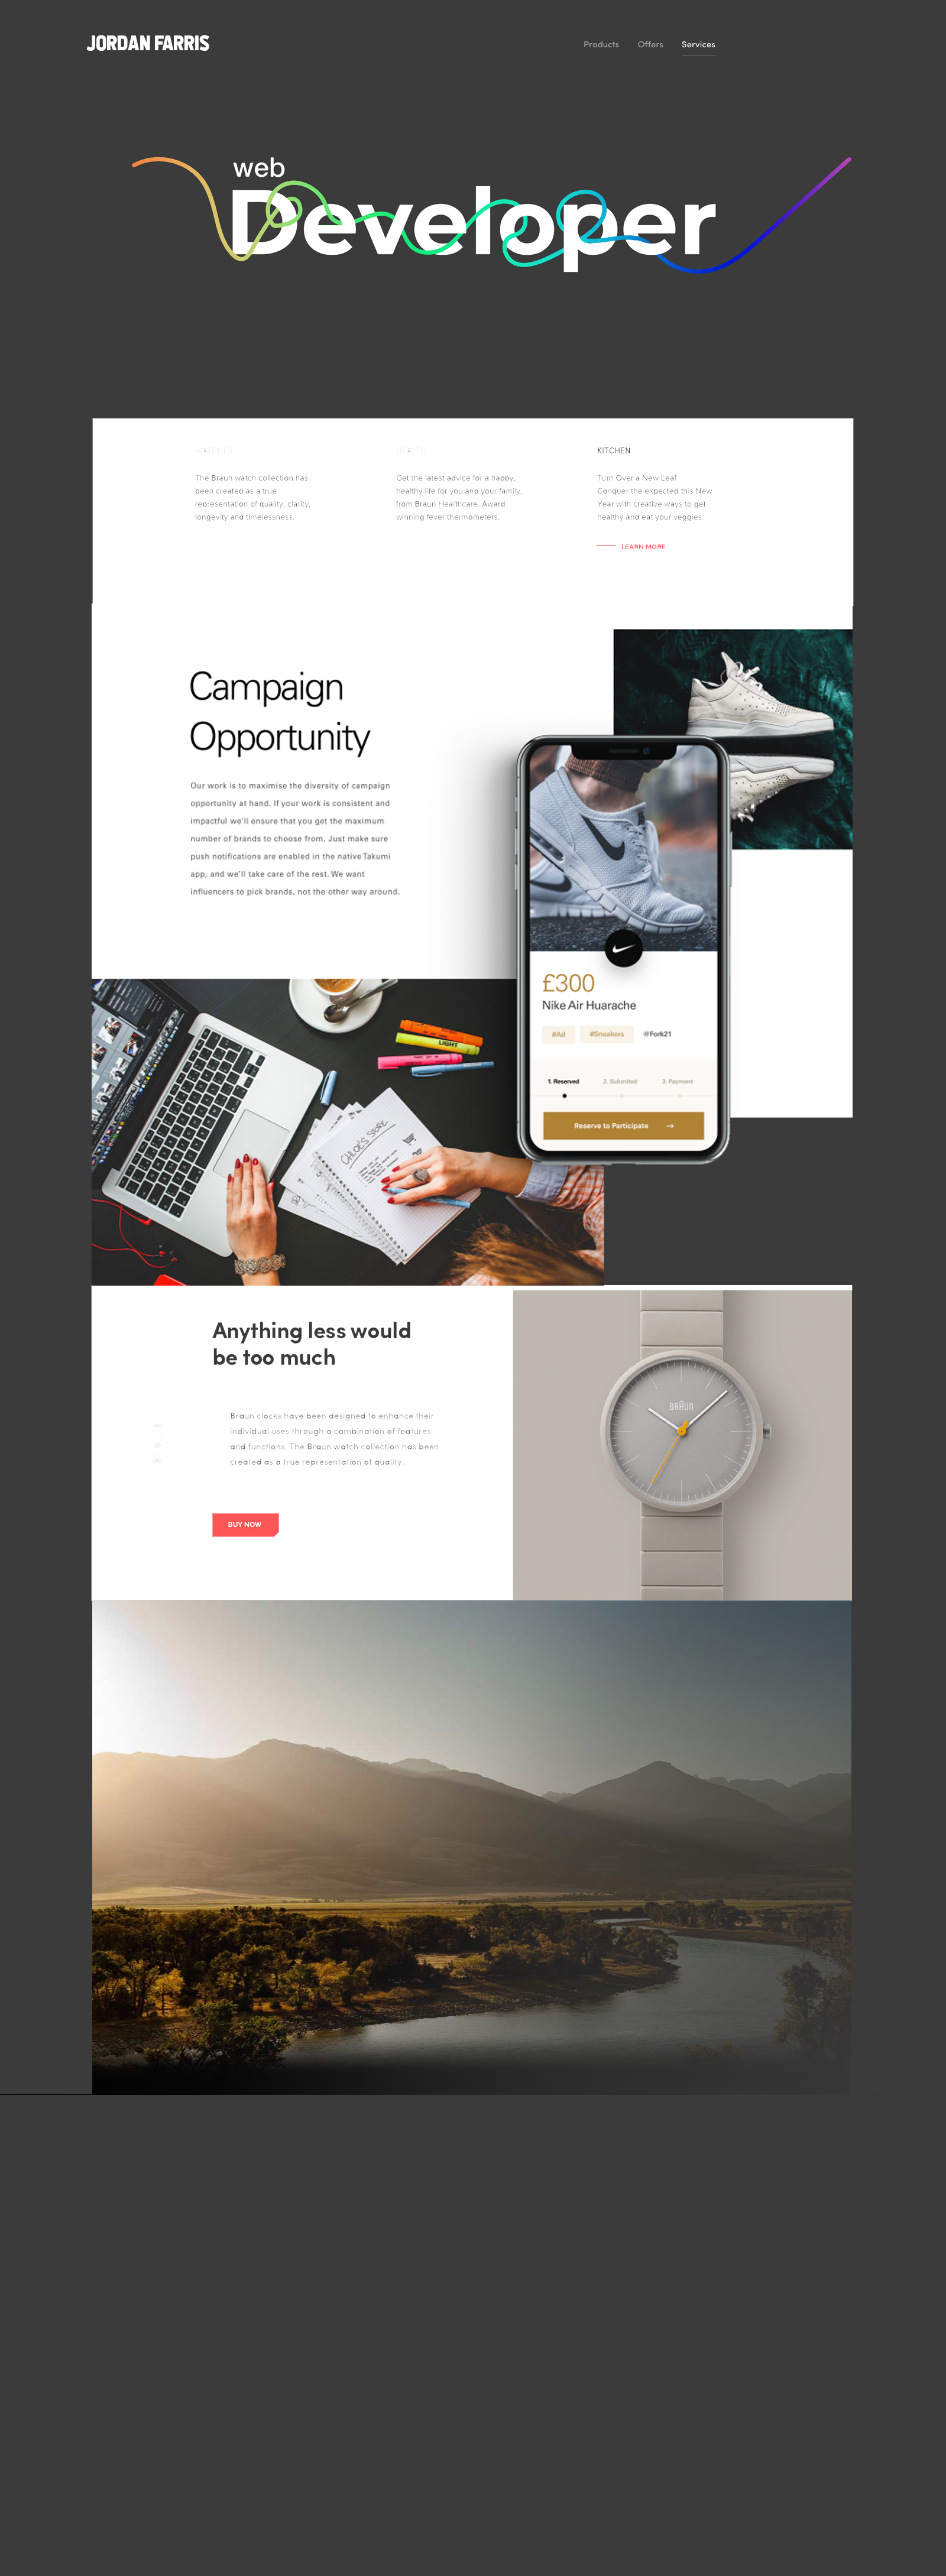 JORDAN FARRIS
Products Offers Services
web
Developer
WATCHES
The Braun watch collection has
been created as a true
representation of quality, clarity,
longevity and timelessness.
HEALTH
Get the latest advice for a happy,
healthy life for you and your family,
from Braun Healthcare. Award
winning fever thermometers.
KITCHEN
Turn Over a New Leaf
Conquer the expected this New
Year with creative ways to get
healthy and eat your veggies.
LEARN MORE
Campaign
Opportunity
Our work is to maximise the diversity of campaign
opportunity at hand. If your work is consistent and
impactful we'll ensure that you get the maximum
number of brands to choose from. Just make sure
push notifications are enabled in the native Takumi
app, and we'll take care of the rest. We want
influencers to pick brands, not the other way around.
£300
Nike Air Huarache
#Ad #Sneakers @Fork21
1. Reserved 2. Submited 3. Payment
Reserve to Participate →
LIGHT
CHLOE'S STORE
Anything less would
be too much
Braun clocks have been designed to enhance their
individual uses through a combination of features
and functions. The Braun watch collection has been
created as a true representation of quality.
BUY NOW
BRAUN